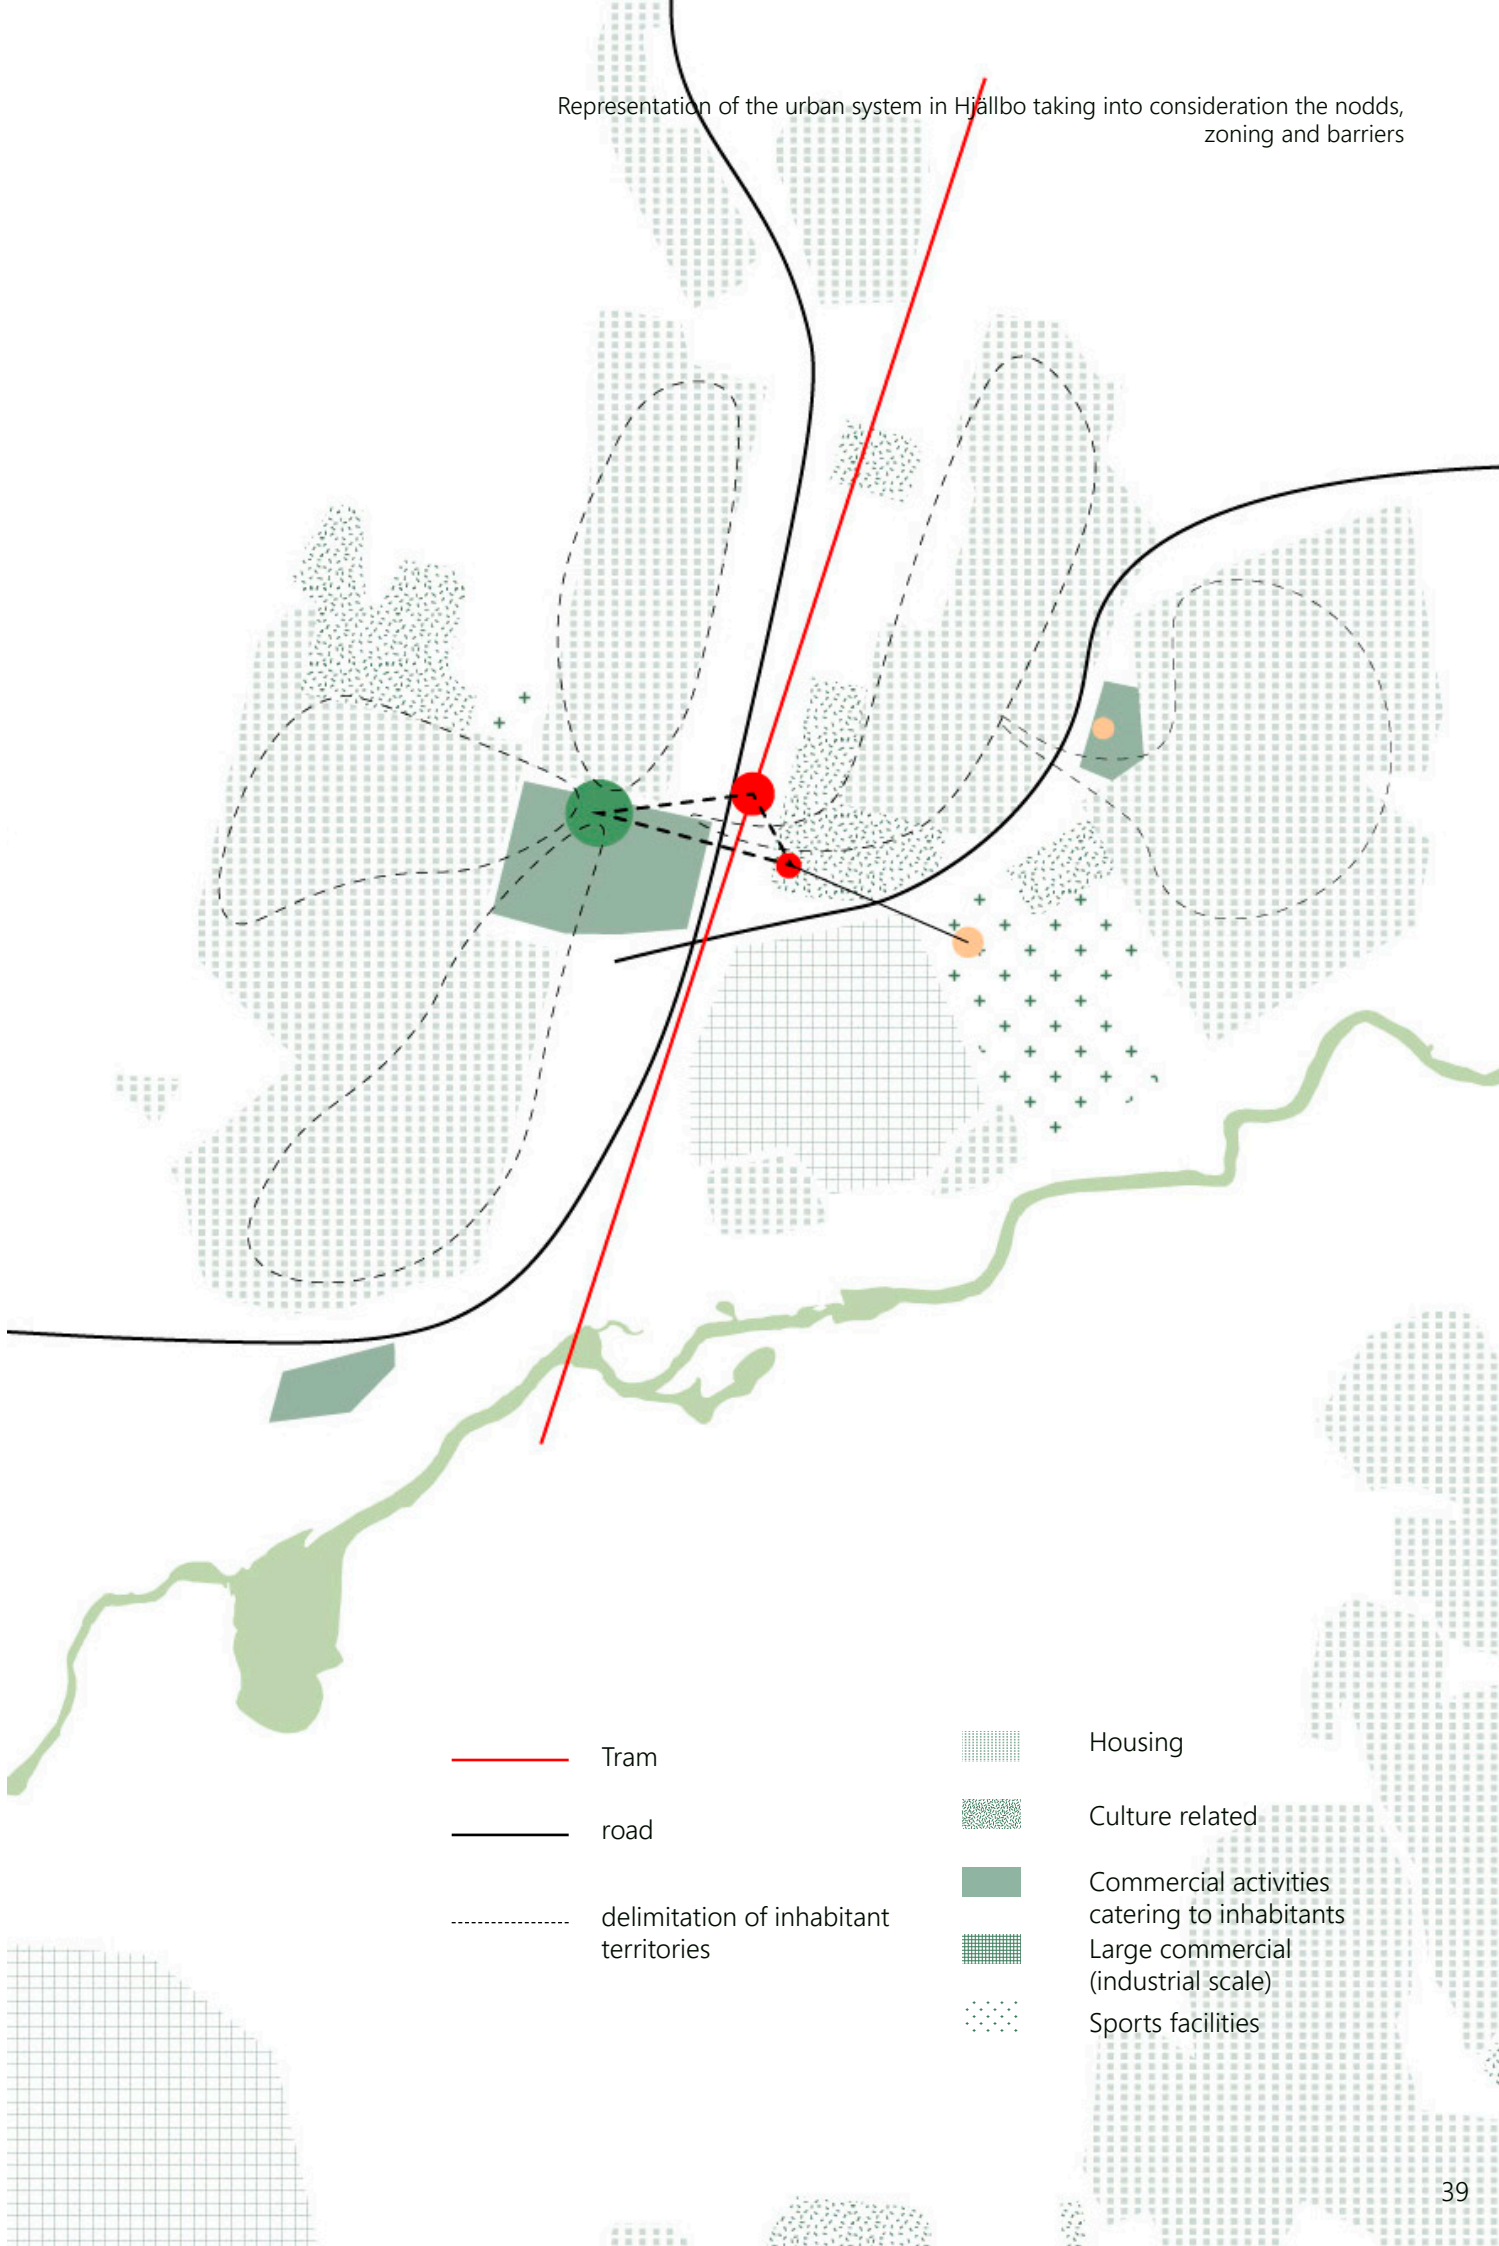 Representation of the urban system in Hjällbo taking into consideration the nodds,
zoning and barriers
Tram
road
delimitation of inhabitant
territories
Housing
Culture related
Commercial activities
catering to inhabitants
Large commercial
(industrial scale)
Sports facilities
39